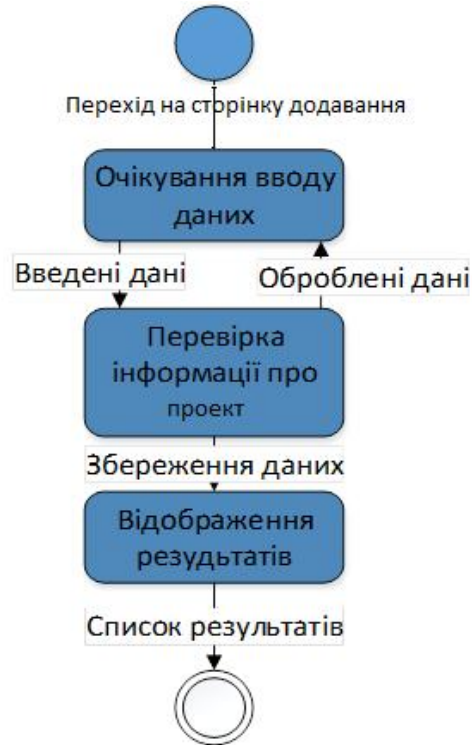 Перехід на сторінку додавання
Очікування вводу
даних
Введені дані
Оброблені дані
Перевірка
інформації про
проект
Збереження даних
Відображення
резудьтатів
Список результатів